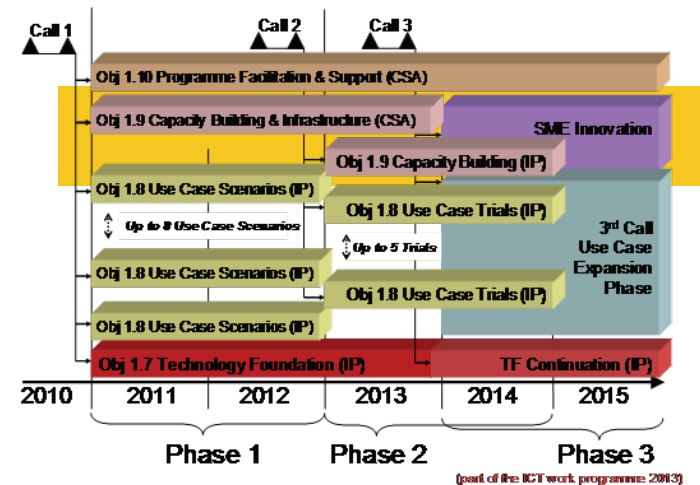 Call 1
Call 2
Call 3
Obj 1.10 Programme Facilitation & Support (CSA)
Obj 1.9 Capacity Building & Infrastructure (CSA)
SME Innovation
Obj 1.9 Capacity Building (IP)
Obj 1.8 Use Case Scenarios (IP)
Obj 1.8 Use Case Trials (IP)
Up to 8 Use Case Scenarios
3rd Call
Use Case
Expansion
Phase
Up to 5 Trials
Obj 1.8 Use Case Scenarios (IP)
Obj 1.8 Use Case Trials (IP)
Obj 1.8 Use Case Scenarios (IP)
Obj 1.7 Technology Foundation (IP)
TF Continuation (IP)
2010 2011 2012 2013 2014 2015
Phase 1 Phase 2 Phase 3
(part of the ICT work programme 2013)